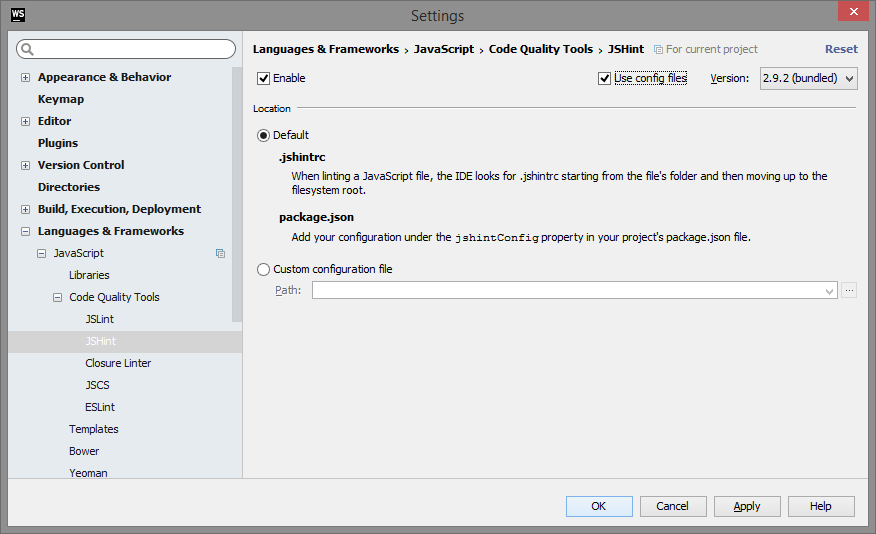 WS
Settings
Languages & Frameworks › JavaScript › Code Quality Tools › JSHint For current project Reset
Enable Use config files Version: 2.9.2 (bundled)
Location
Default
.jshintrc
When linting a JavaScript file, the IDE looks for .jshintrc starting from the file's folder and then moving up to the
filesystem root.
package.json
Add your configuration under the jshintConfig property in your project's package.json file.
Custom configuration file
Path: ...
Appearance & Behavior
Keymap
Editor
Plugins
Version Control
Directories
Build, Execution, Deployment
Languages & Frameworks
JavaScript
Libraries
Code Quality Tools
JSLint
JSHint
Closure Linter
JSCS
ESLint
Templates
Bower
Yeoman
OK Cancel Apply Help